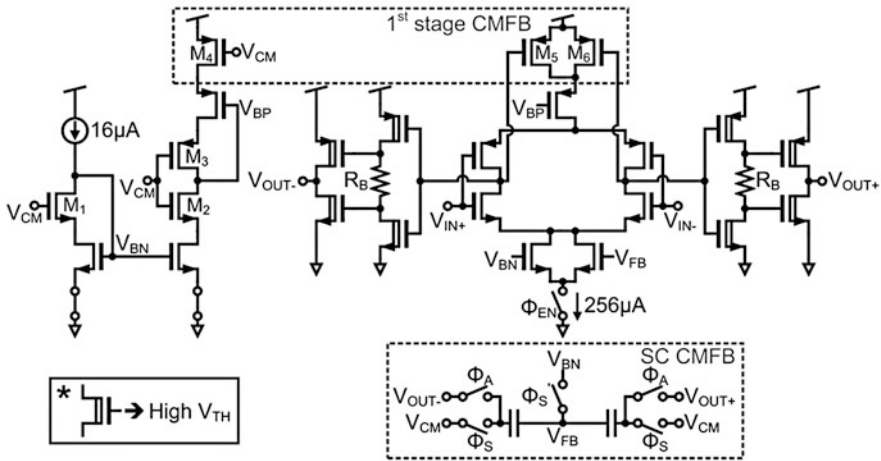 1st stage CMFB
M4
VCM
M5
M6
VBP
VBP
16μA
M3
VCM
M2
VCM
M1
VBN
VOUT-
RB
VIN+
VIN-
RB
VOUT+
VBN
VFB
ΦEN
256μA
SC CMFB
VBN
VOUT-
ΦA
ΦS
ΦA
VOUT+
VCM
ΦS
VFB
ΦS
VCM
* High VTH